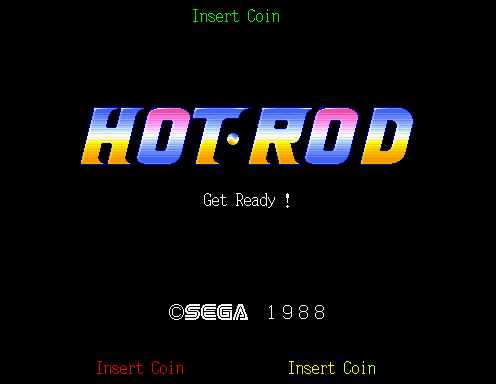 Insert Coin
HOT·ROD
Get Ready !
©SEGA 1988
Insert Coin Insert Coin